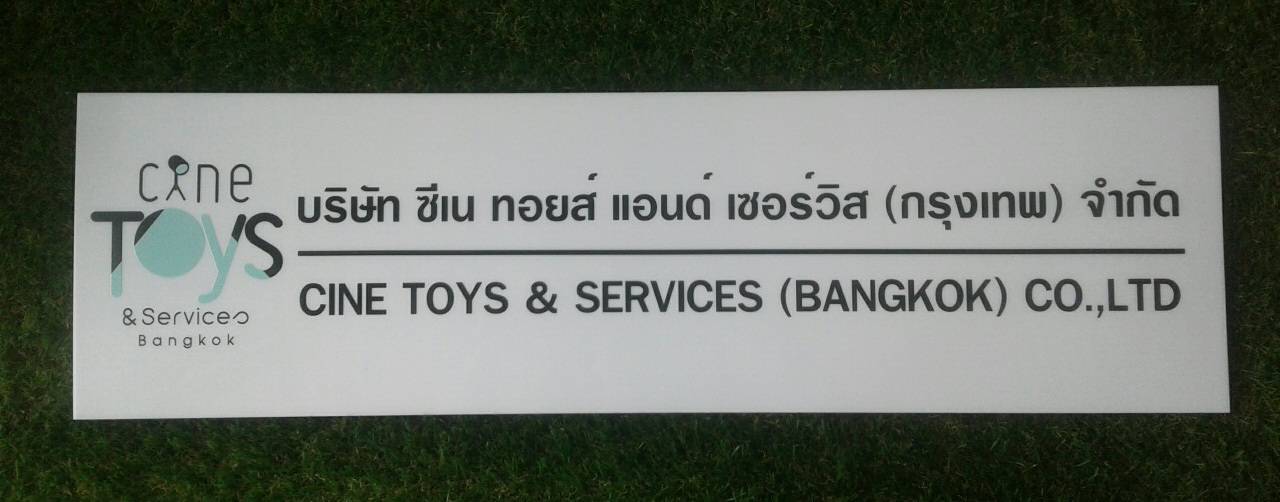 cine
TOYS
& Services
Bangkok
บริษัท ซีเน ทอยส์ แอนด์ เซอร์วิส (กรุงเทพ) จำกัด
CINE TOYS & SERVICES (BANGKOK) CO.,LTD